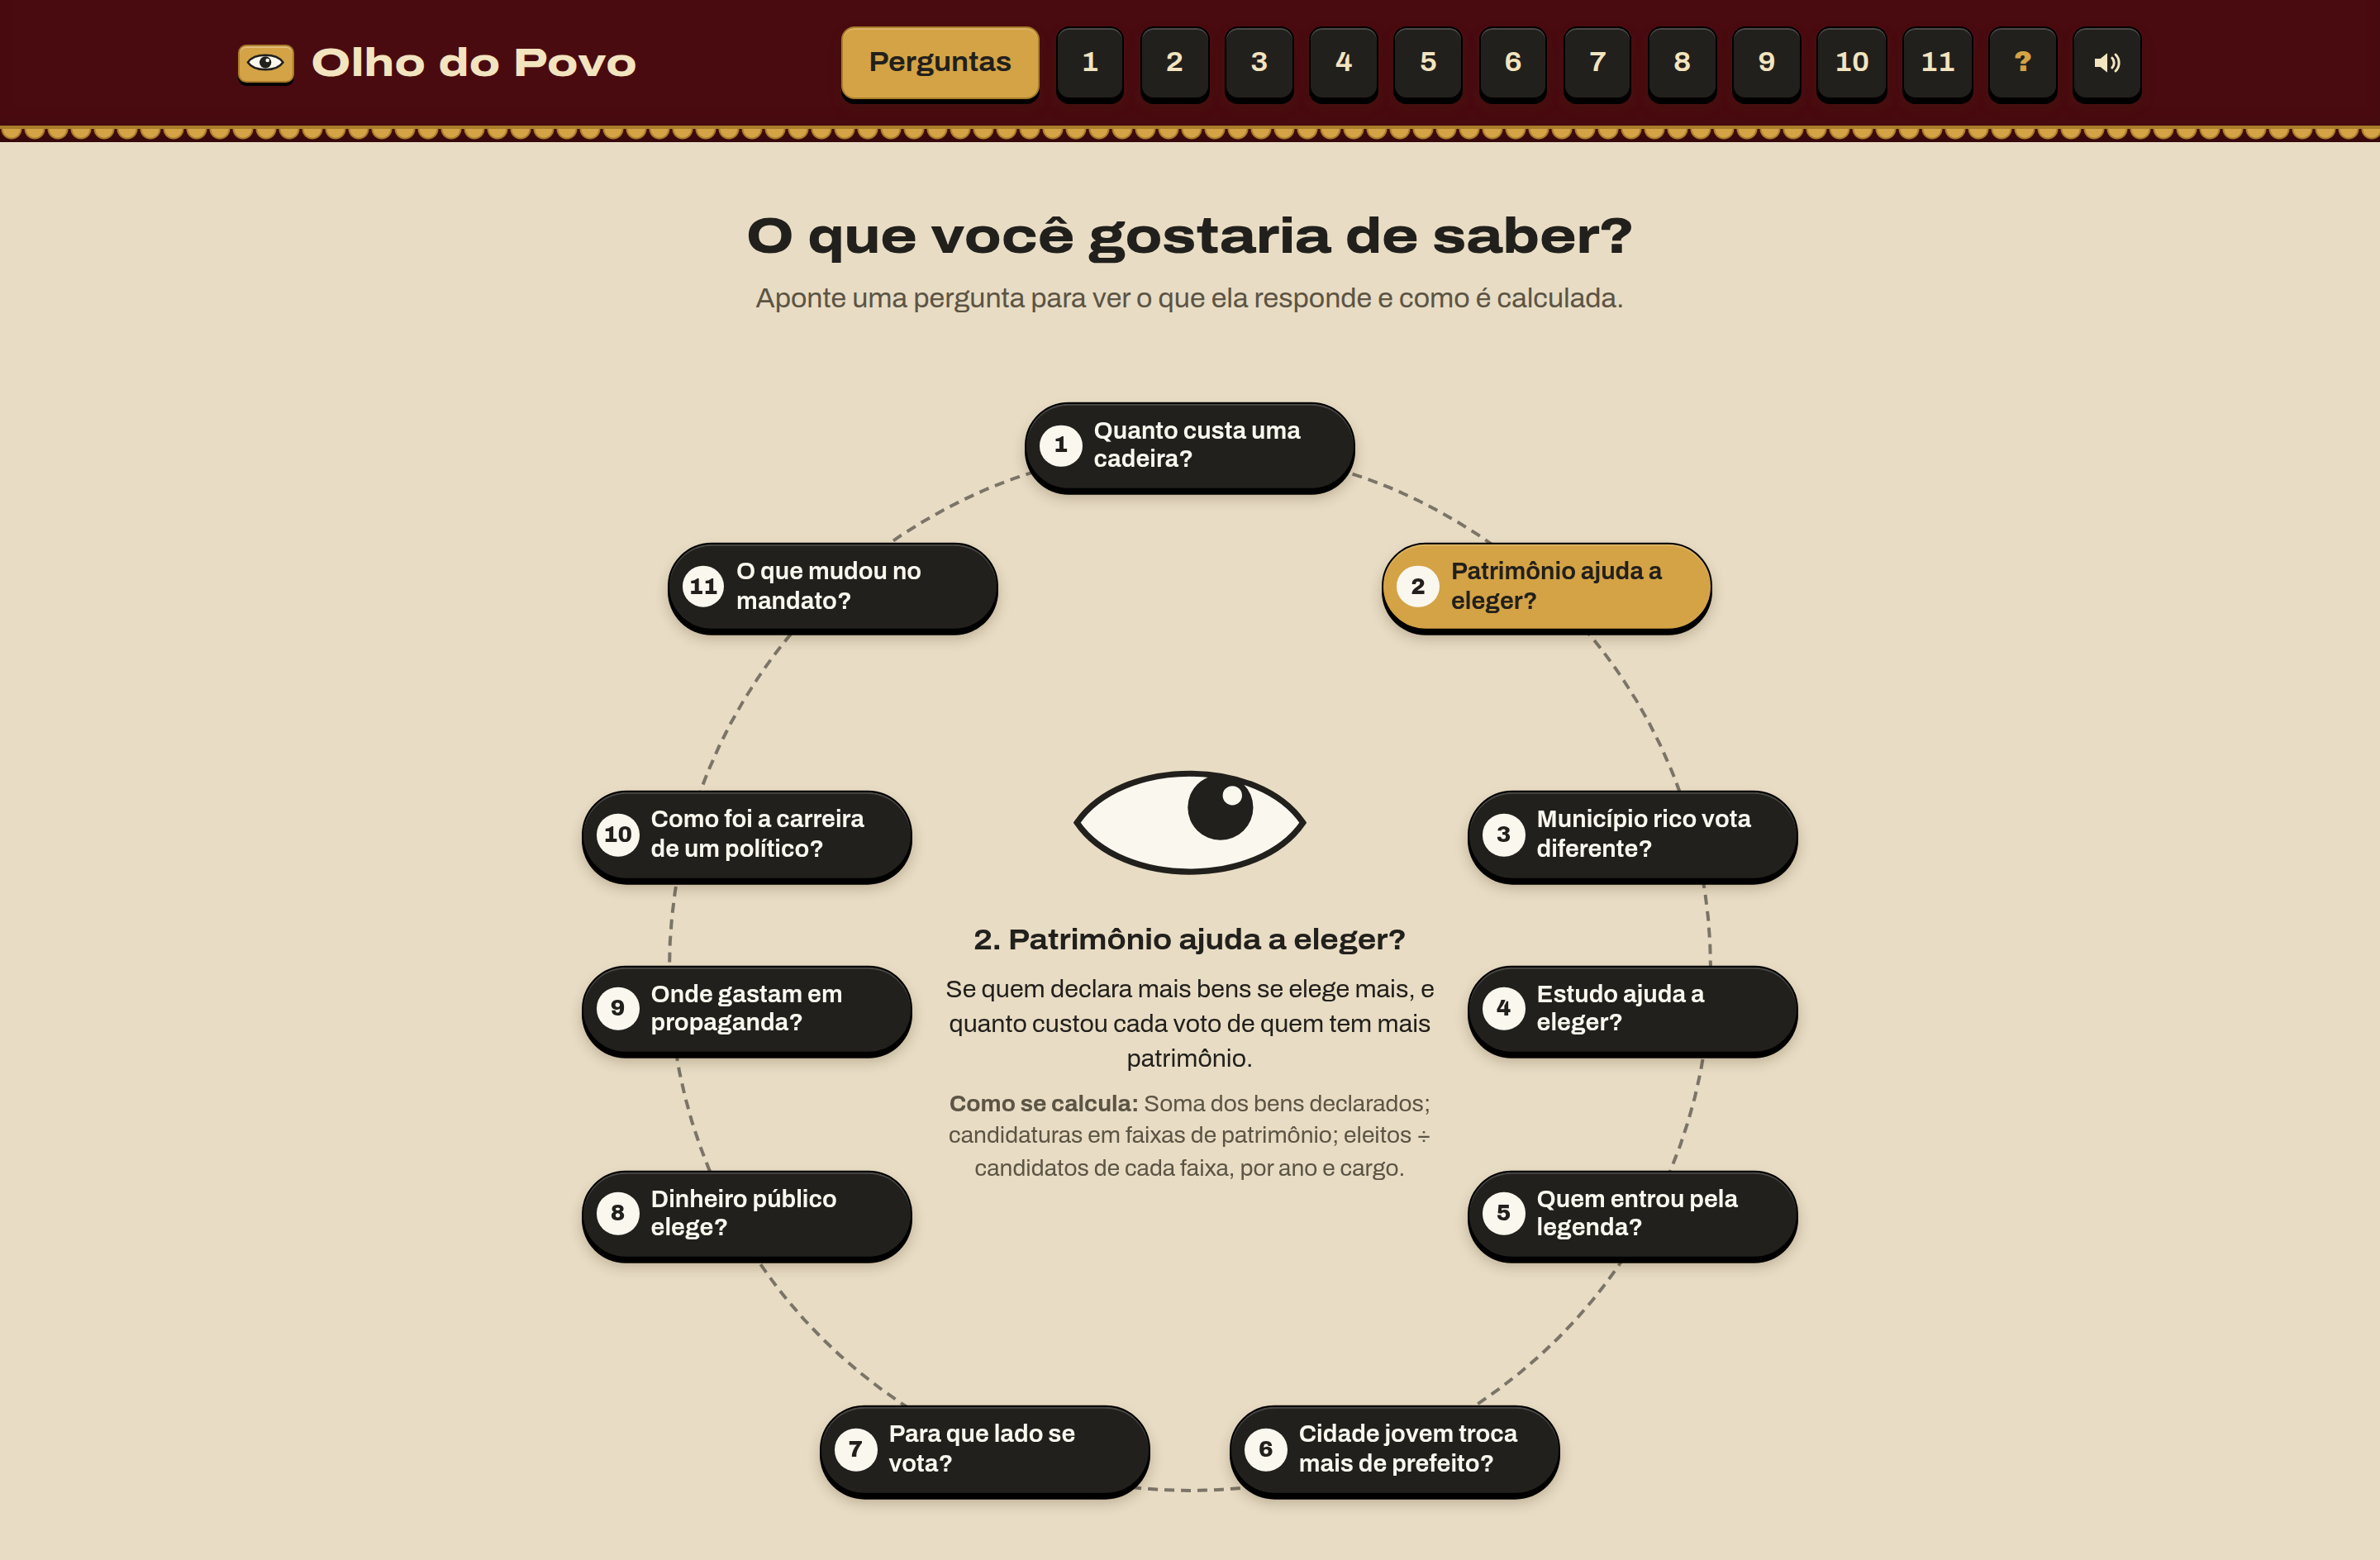 Olho do Povo
Perguntas
1
2
3
4
5
6
7
8
9
10
11
?
O que você gostaria de saber?
Aponte uma pergunta para ver o que ela responde e como é calculada.
1
Quanto custa uma
cadeira?
11
O que mudou no
mandato?
2
Patrimônio ajuda a
eleger?
10
Como foi a carreira
de um político?
3
Município rico vota
diferente?
2. Patrimônio ajuda a eleger?
Se quem declara mais bens se elege mais, e
quanto custou cada voto de quem tem mais
patrimônio.
Como se calcula: Soma dos bens declarados;
candidaturas em faixas de patrimônio; eleitos ÷
candidatos de cada faixa, por ano e cargo.
9
Onde gastam em
propaganda?
4
Estudo ajuda a
eleger?
8
Dinheiro público
elege?
5
Quem entrou pela
legenda?
7
Para que lado se
vota?
6
Cidade jovem troca
mais de prefeito?